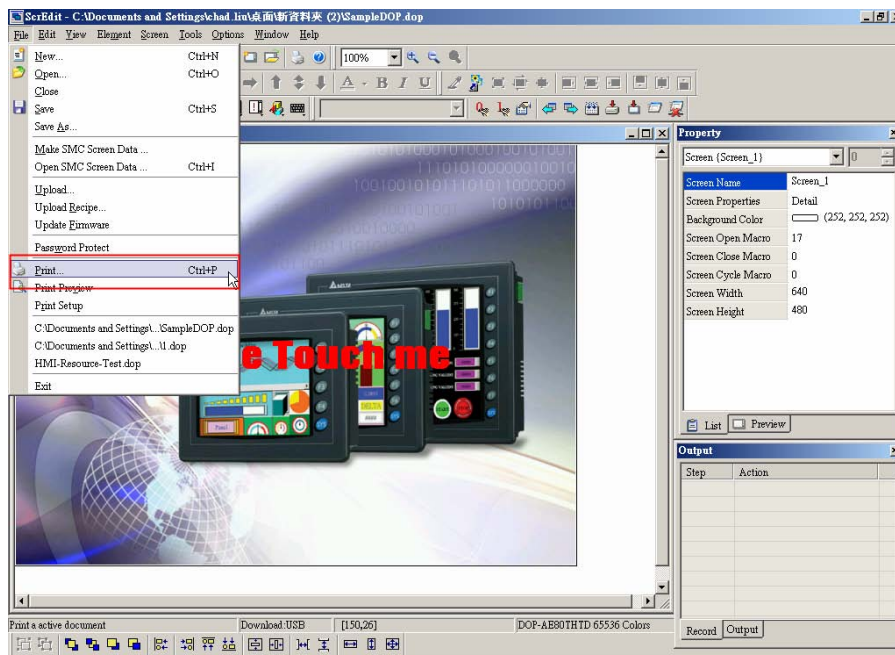 ScrEdit - C:\Documents and Settings\chad.liu\桌面\新資料夾 (2)\SampleDOP.dop
File Edit View Element Screen Tools Options Window Help
New... Ctrl+N
Open... Ctrl+O
Close
Save Ctrl+S
Save As...
Make SMC Screen Data ...
Open SMC Screen Data ... Ctrl+I
Upload...
Upload Recipe...
Update Firmware
Password Protect
Print... Ctrl+P
Print Preview
Print Setup
C:\Documents and Settings\...\SampleDOP.dop
C:\Documents and Settings\...\1.dop
HMI-Resource-Test.dop
Exit
100%
A B I U
e Touch me
DELTA
Property
Screen {Screen_1} 0
Screen Name Screen_1
Screen Properties Detail
Background Color (252, 252, 252)
Screen Open Macro 17
Screen Close Macro 0
Screen Cycle Macro 0
Screen Width 640
Screen Height 480
List Preview
Output
Step Action
Record Output
Print a active document Download:USB [150,26] DOP-AE80THTD 65536 Colors